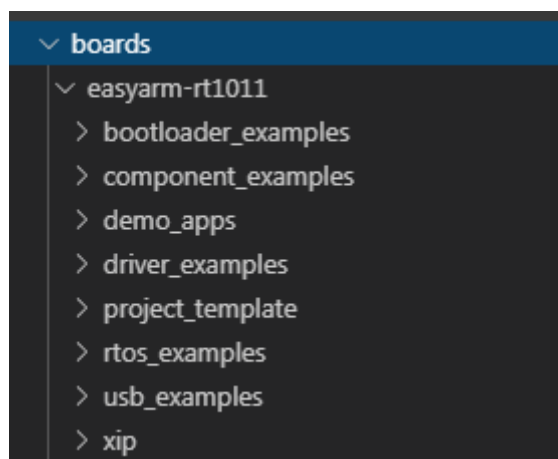 boards
easyarm-rt1011
bootloader_examples
component_examples
demo_apps
driver_examples
project_template
rtos_examples
usb_examples
xip